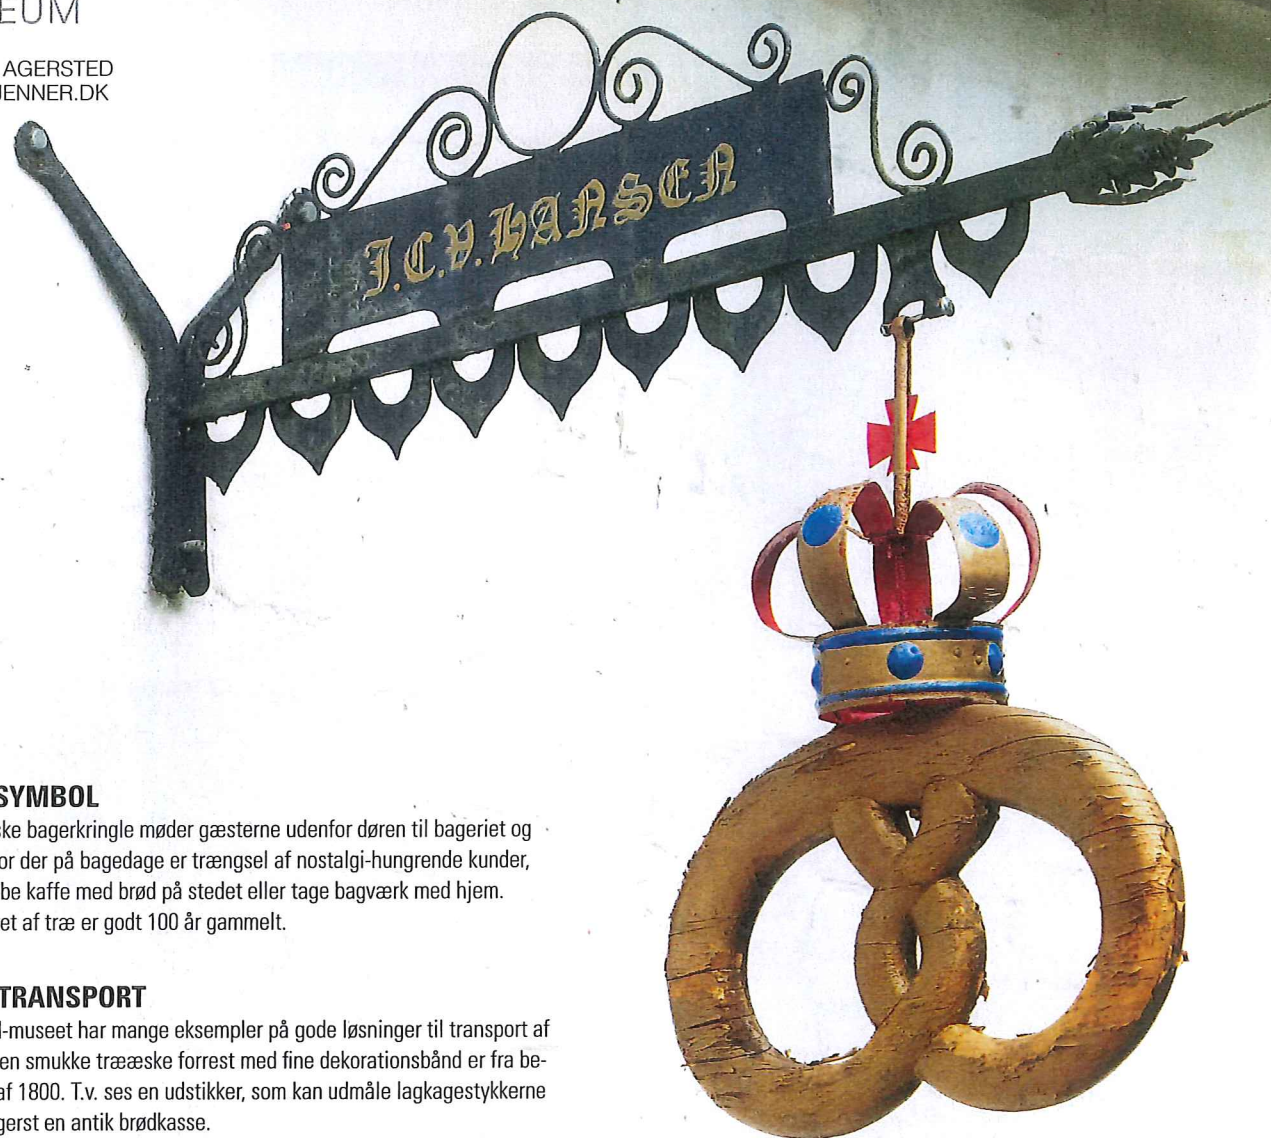 EUM
AGERSTED
JENNER.DK
J.C.V.HANSEN
SYMBOL
ske bagerkringle møder gæsterne udenfor døren til bageriet og
or der på bagedage er trængsel af nostalgi-hungrende kunder,
be kaffe med brød på stedet eller tage bagværk med hjem.
et af træ er godt 100 år gammelt.
TRANSPORT
l-museet har mange eksempler på gode løsninger til transport af
en smukke trææske forrest med fine dekorationsbånd er fra be-
af 1800. T.v. ses en udstikker, som kan udmåle lagkagestykkerne
gerst en antik brødkasse.